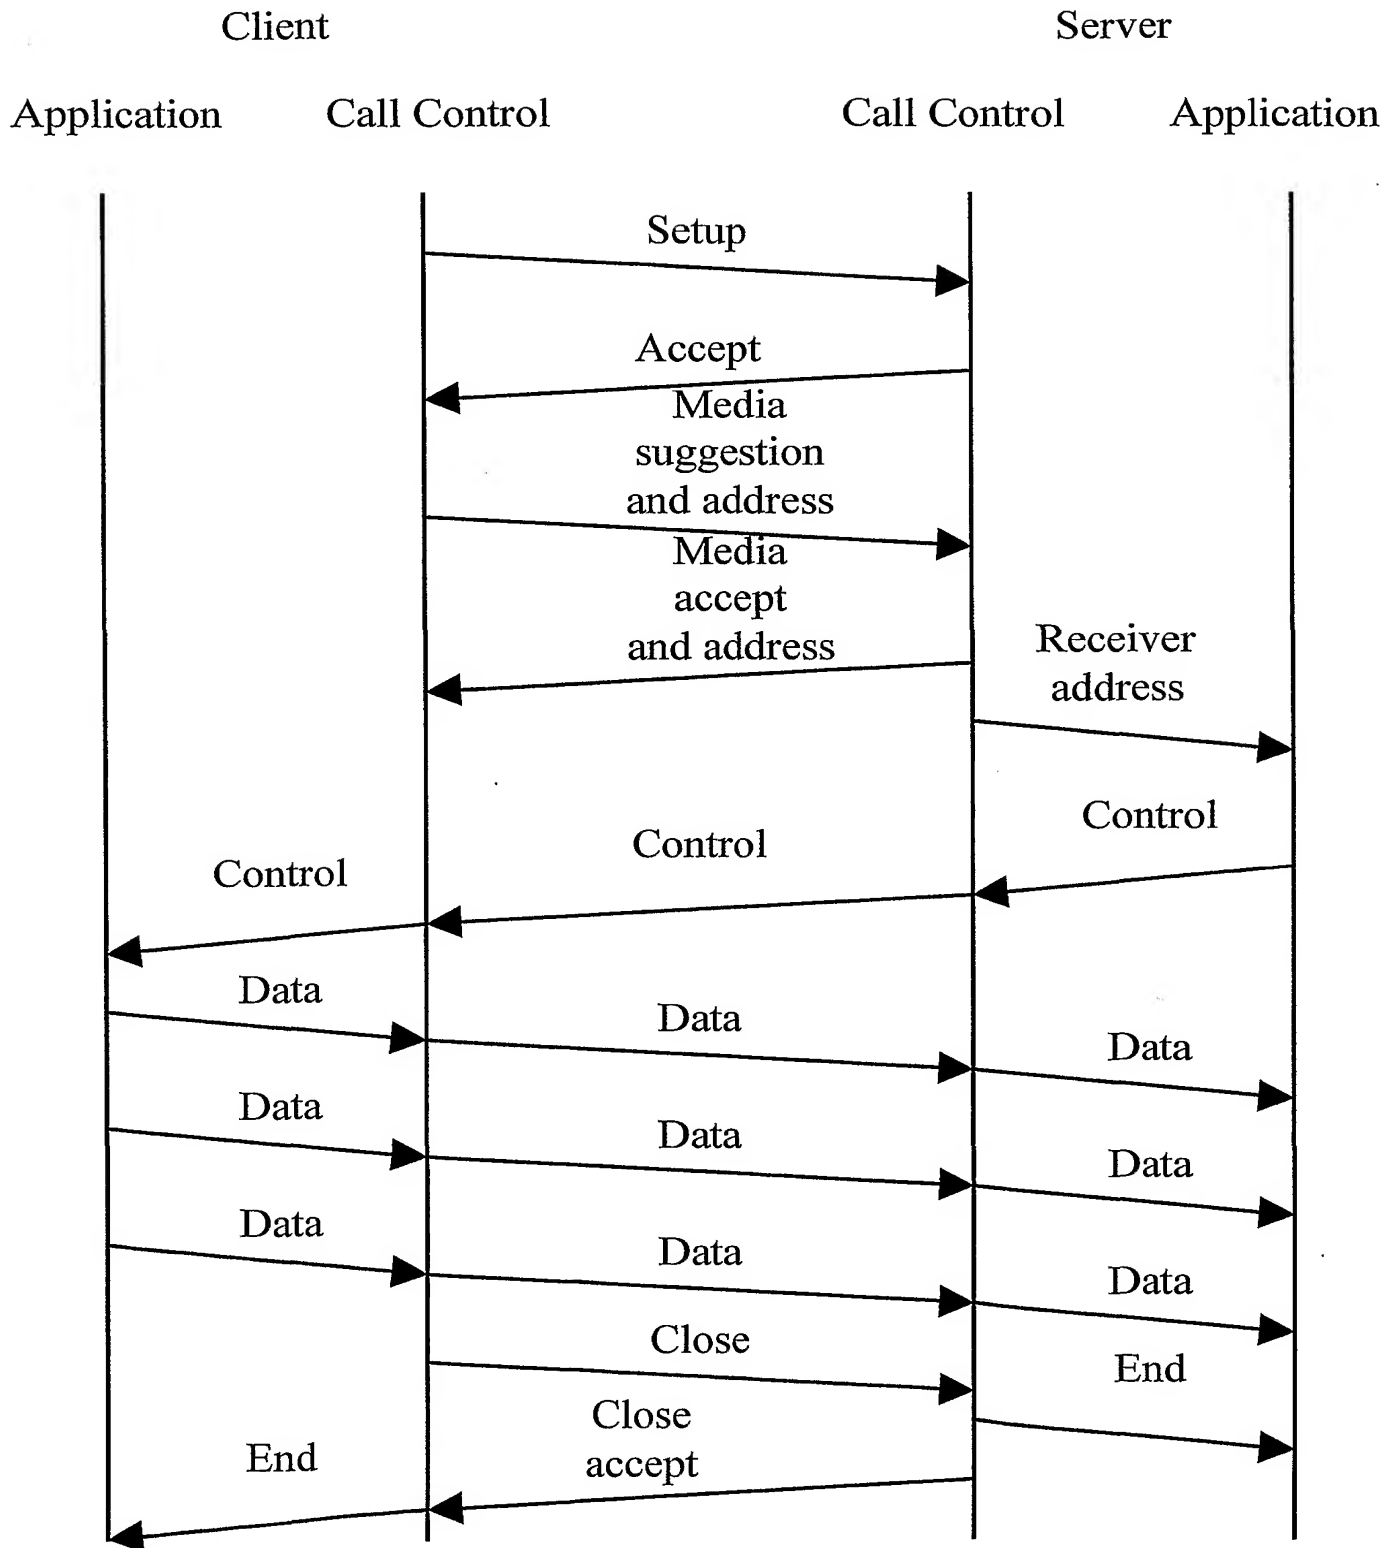 Client Server
Application Call Control Call Control Application
Setup
Accept
Media
suggestion
and address
Media
accept
and address
Receiver
address
Control
Control
Control
Data
Data
Data
Data
Data
Data
Data
Data
Data
Close
End
Close
accept
End